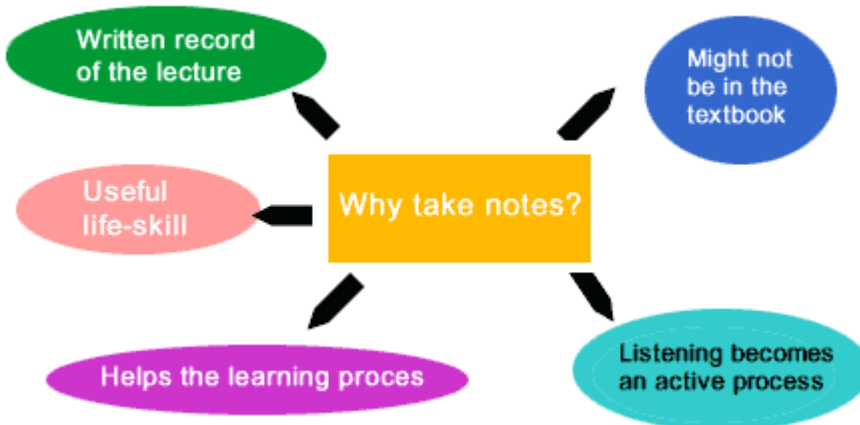 Written record
of the lecture
Might not
be in the
textbook
Useful
life-skill
Why take notes?
Helps the learning proces
Listening becomes
an active process